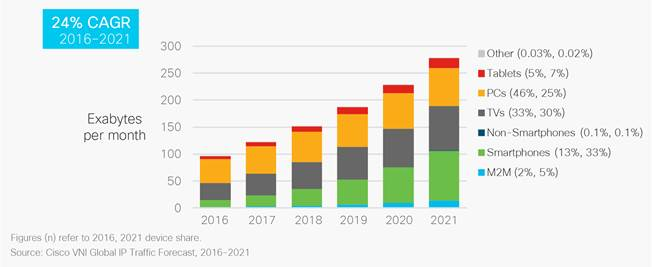 24% CAGR
2016–2021
Exabytes
per month
300
250
200
150
100
50
0
2016 2017 2018 2019 2020 2021
Other (0.03%, 0.02%)
Tablets (5%, 7%)
PCs (46%, 25%)
TVs (33%, 30%)
Non-Smartphones (0.1%, 0.1%)
Smartphones (13%, 33%)
M2M (2%, 5%)
Figures (n) refer to 2016, 2021 device share.
Source: Cisco VNI Global IP Traffic Forecast, 2016–2021